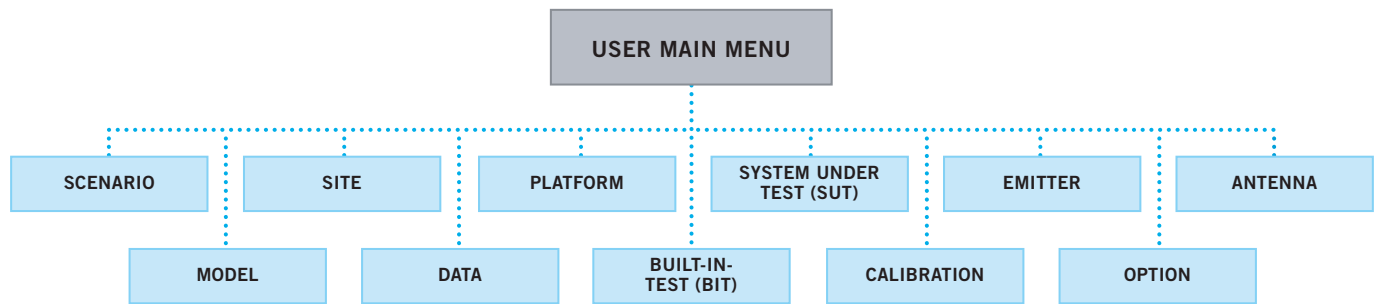 USER MAIN MENU
SCENARIO
SITE
PLATFORM
SYSTEM UNDER
TEST (SUT)
EMITTER
ANTENNA
MODEL
DATA
BUILT-IN-
TEST (BIT)
CALIBRATION
OPTION